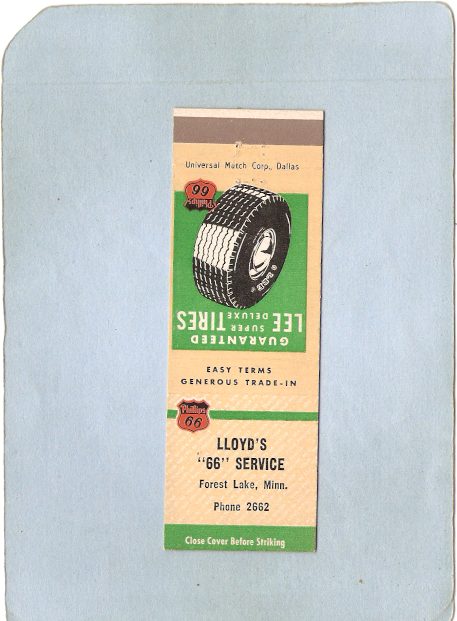 Universal Match Corp., Dallas
Phillips
66
LEE
GUARANTEED
LEE SUPER DELUXE TIRES
EASY TERMS
GENEROUS TRADE-IN
Phillips
66
LLOYD'S
"66" SERVICE
Forest Lake, Minn.
Phone 2662
Close Cover Before Striking